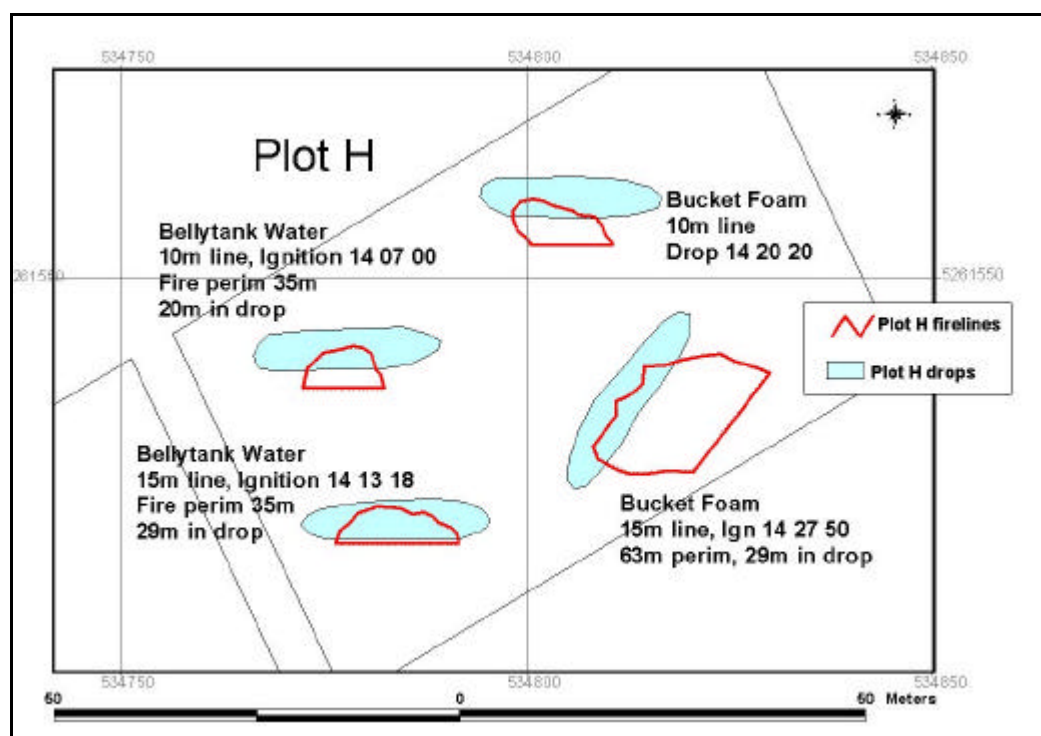 534750 534800 534850
Plot H
Bucket Foam
10m line
Drop 14 20 20
Bellytank Water
10m line, Ignition 14 07 00
Fire perim 35m
20m in drop
261550 5261550
Plot H firelines
Plot H drops
Bellytank Water
15m line, Ignition 14 13 18
Fire perim 35m
29m in drop
Bucket Foam
15m line, Ign 14 27 50
63m perim, 29m in drop
534750 534800 534850
0 Meters